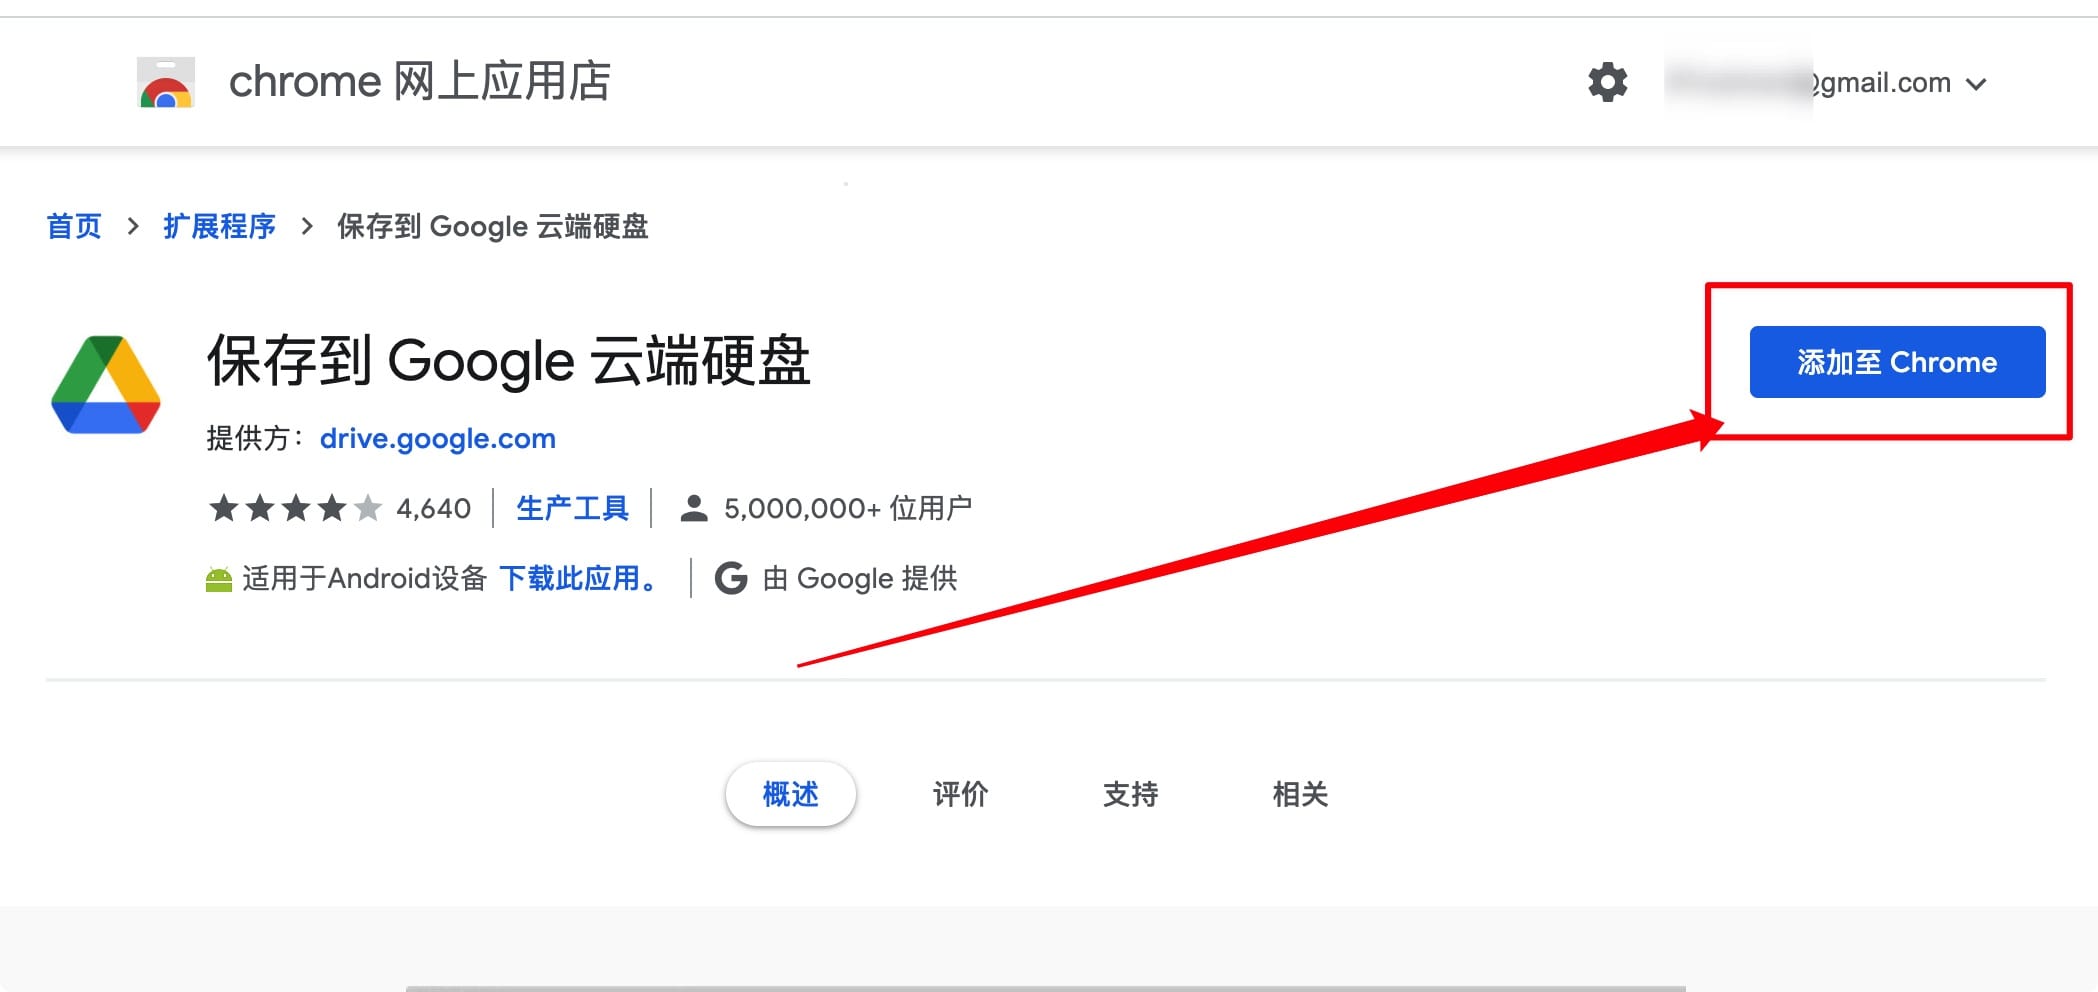 chrome 网上应用店
@gmail.com
首页 > 扩展程序 > 保存到 Google 云端硬盘
保存到 Google 云端硬盘
添加至 Chrome
提供方： drive.google.com
4,640 | 生产工具 | 5,000,000+ 位用户
适用于Android设备 下载此应用。 | 由 Google 提供
概述 评价 支持 相关